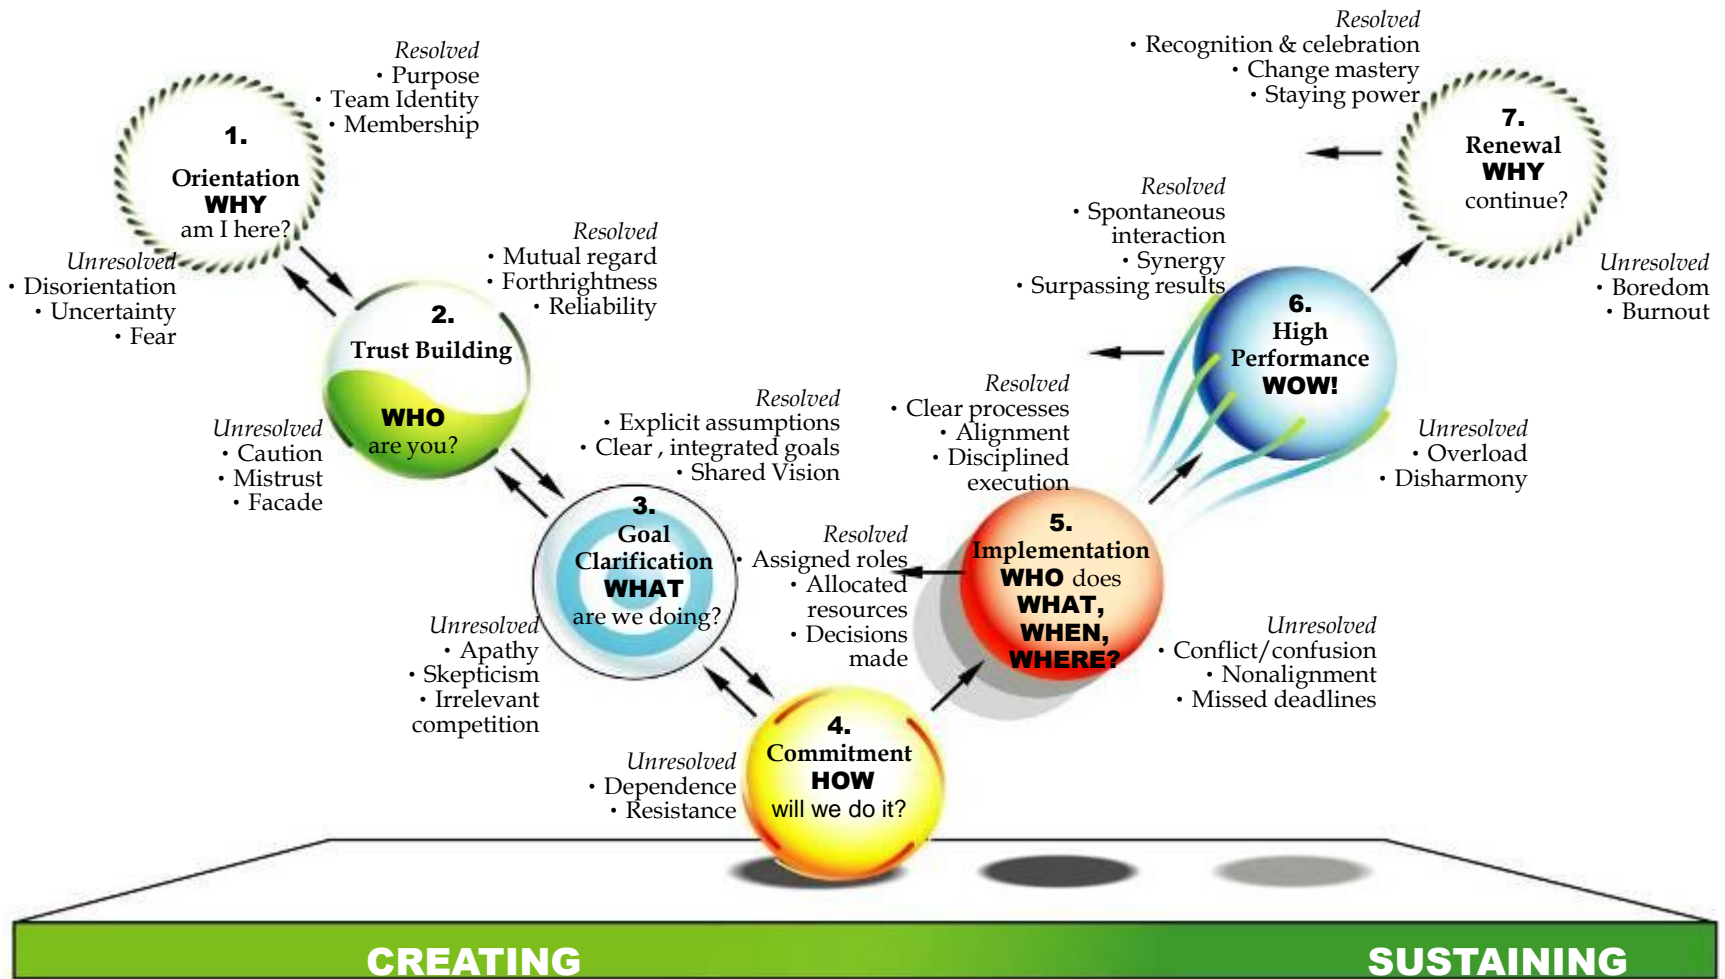 1.
Orientation
WHY
am I here?
Resolved
• Purpose
• Team Identity
• Membership
Unresolved
• Disorientation
• Uncertainty
• Fear
2.
Trust Building
WHO
are you?
Resolved
• Mutual regard
• Forthrightness
• Reliability
Unresolved
• Caution
• Mistrust
• Facade
3.
Goal
Clarification
WHAT
are we doing?
Resolved
• Explicit assumptions
• Clear , integrated goals
• Shared Vision
Unresolved
• Apathy
• Skepticism
• Irrelevant
competition
4.
Commitment
HOW
will we do it?
Resolved
• Assigned roles
• Allocated
resources
• Decisions
made
Unresolved
• Dependence
• Resistance
5.
Implementation
WHO does
WHAT,
WHEN,
WHERE?
Resolved
• Clear processes
• Alignment
• Disciplined
execution
Unresolved
• Conflict/confusion
• Nonalignment
• Missed deadlines
6.
High
Performance
WOW!
Resolved
• Spontaneous
interaction
• Synergy
• Surpassing results
Unresolved
• Overload
• Disharmony
7.
Renewal
WHY
continue?
Resolved
• Recognition & celebration
• Change mastery
• Staying power
Unresolved
• Boredom
• Burnout
CREATING
SUSTAINING